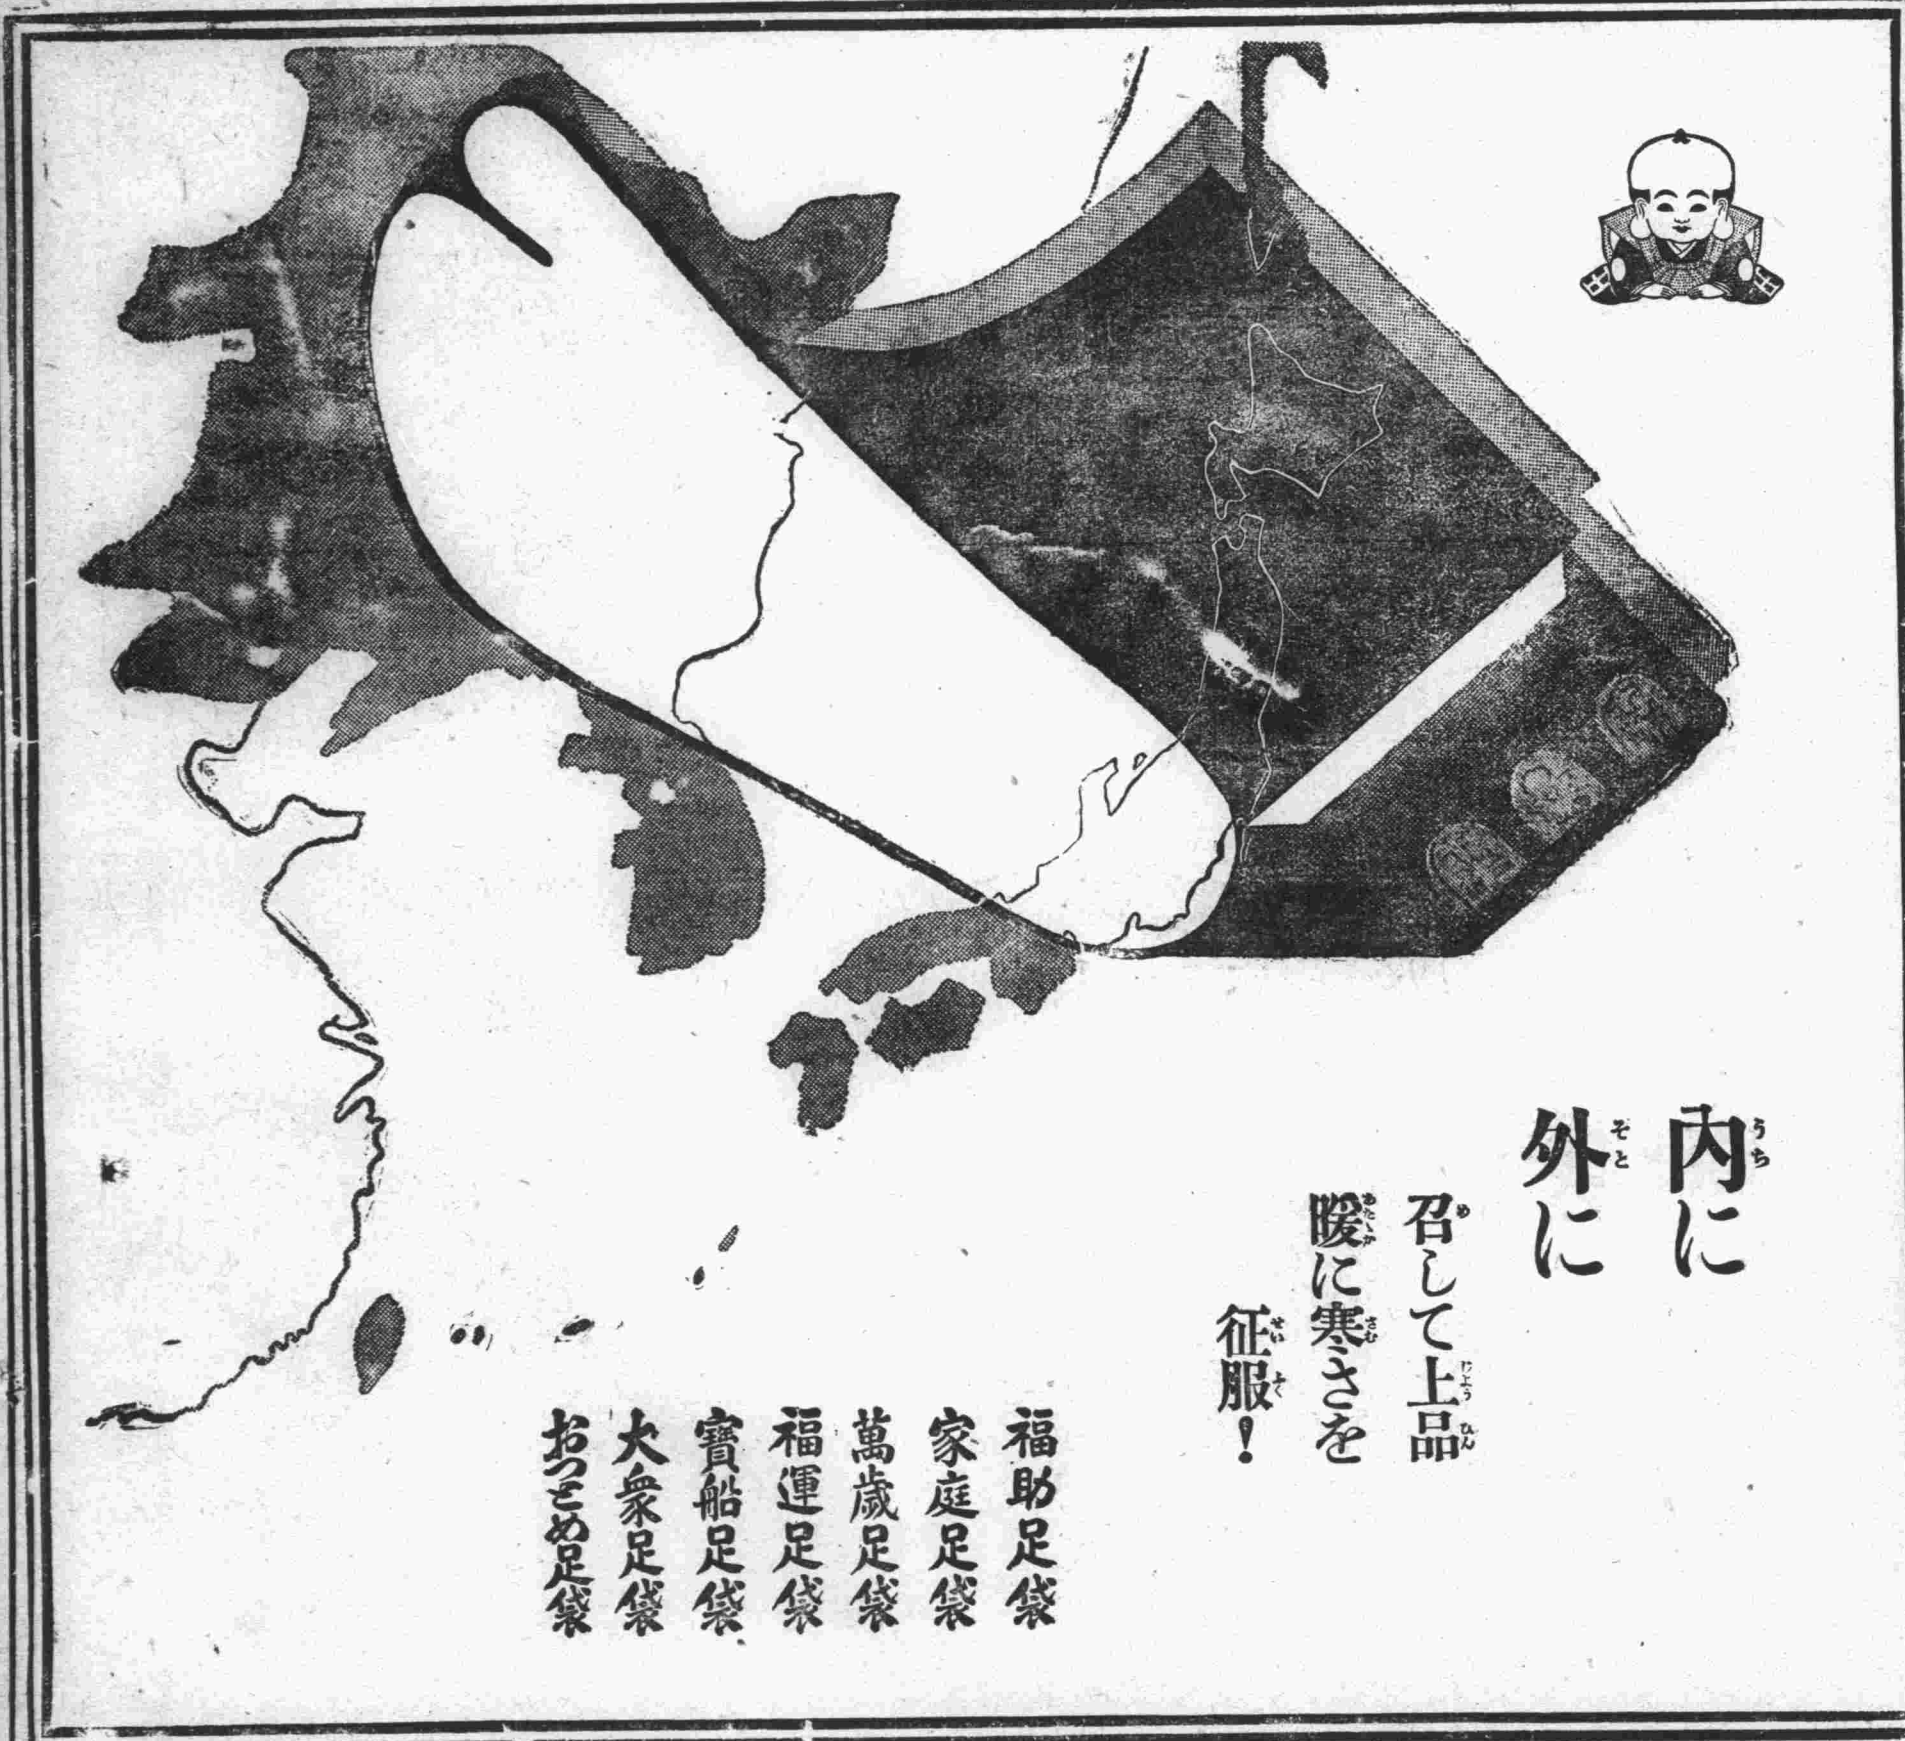 內に
外に
召して上品
暖に寒さを
征服！
福助足袋
家庭足袋
萬歲足袋
福運足袋
寶船足袋
大衆足袋
おつとめ足袋